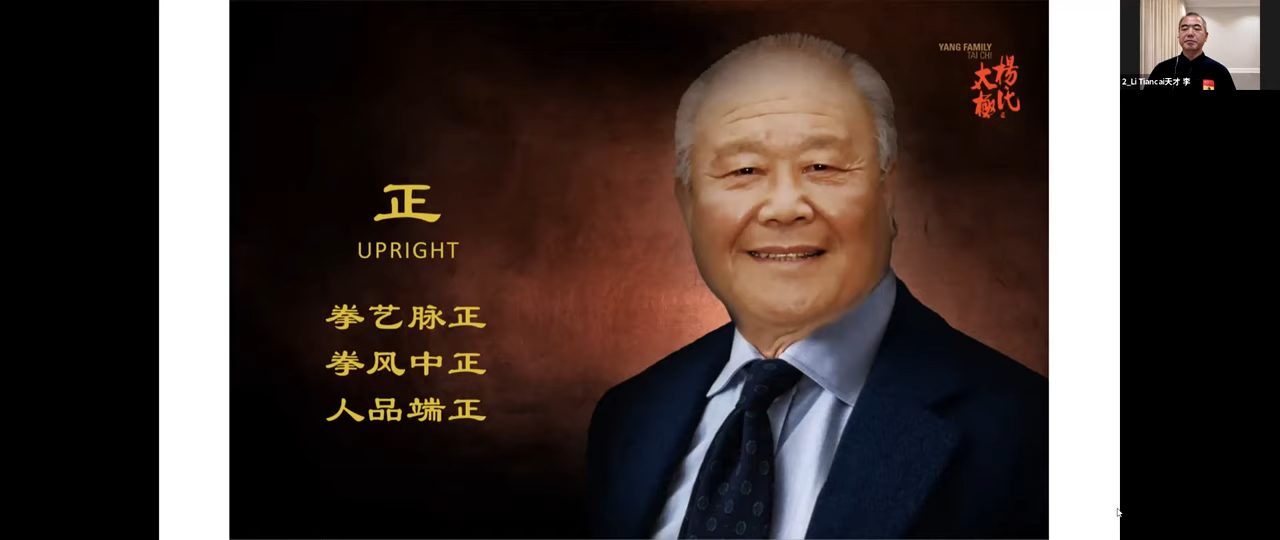 正
UPRIGHT
拳艺脉正
拳风中正
人品端正
YANG FAMILY
TAI CHI
楊氏
太極
2_Li Tiancai天才 李